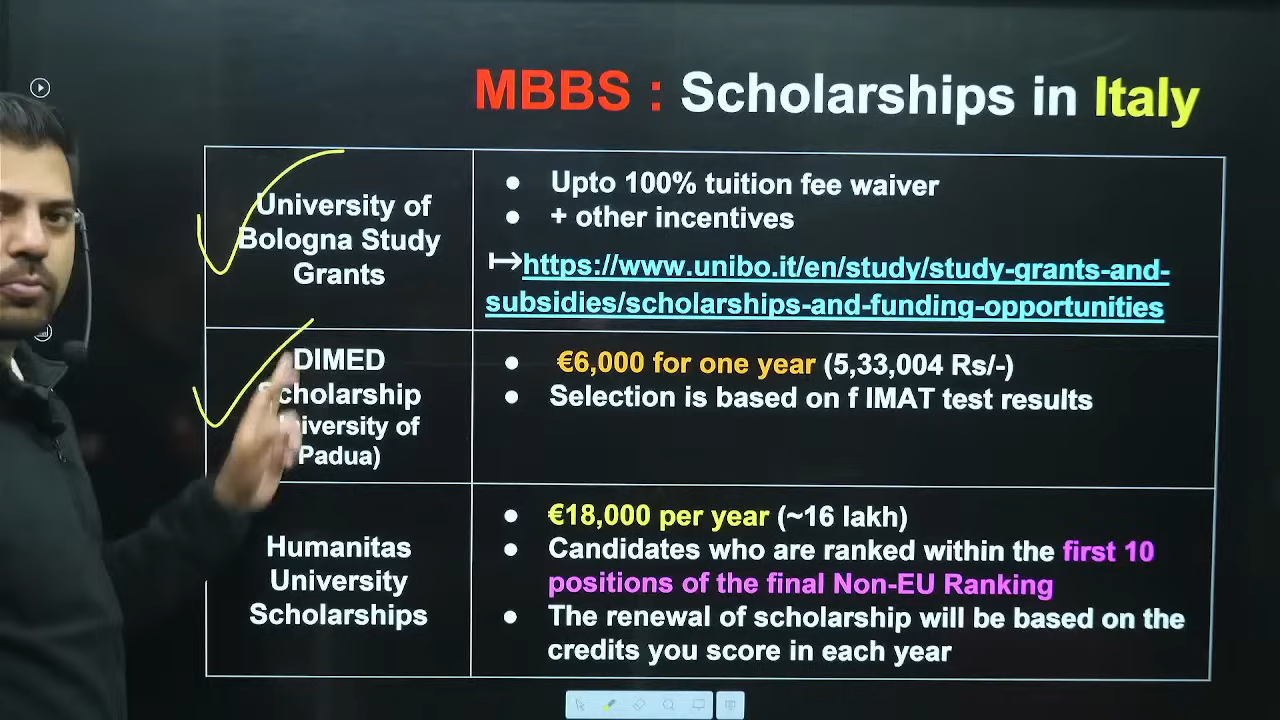 MBBS : Scholarships in Italy
University of
Bologna Study
Grants
● Upto 100% tuition fee waiver
● + other incentives
↦https://www.unibo.it/en/study/study-grants-and-
subsidies/scholarships-and-funding-opportunities
DIMED
Scholarship
University of
Padua)
● €6,000 for one year (5,33,004 Rs/-)
● Selection is based on f IMAT test results
Humanitas
University
Scholarships
● €18,000 per year (~16 lakh)
● Candidates who are ranked within the first 10
positions of the final Non-EU Ranking
● The renewal of scholarship will be based on the
credits you score in each year